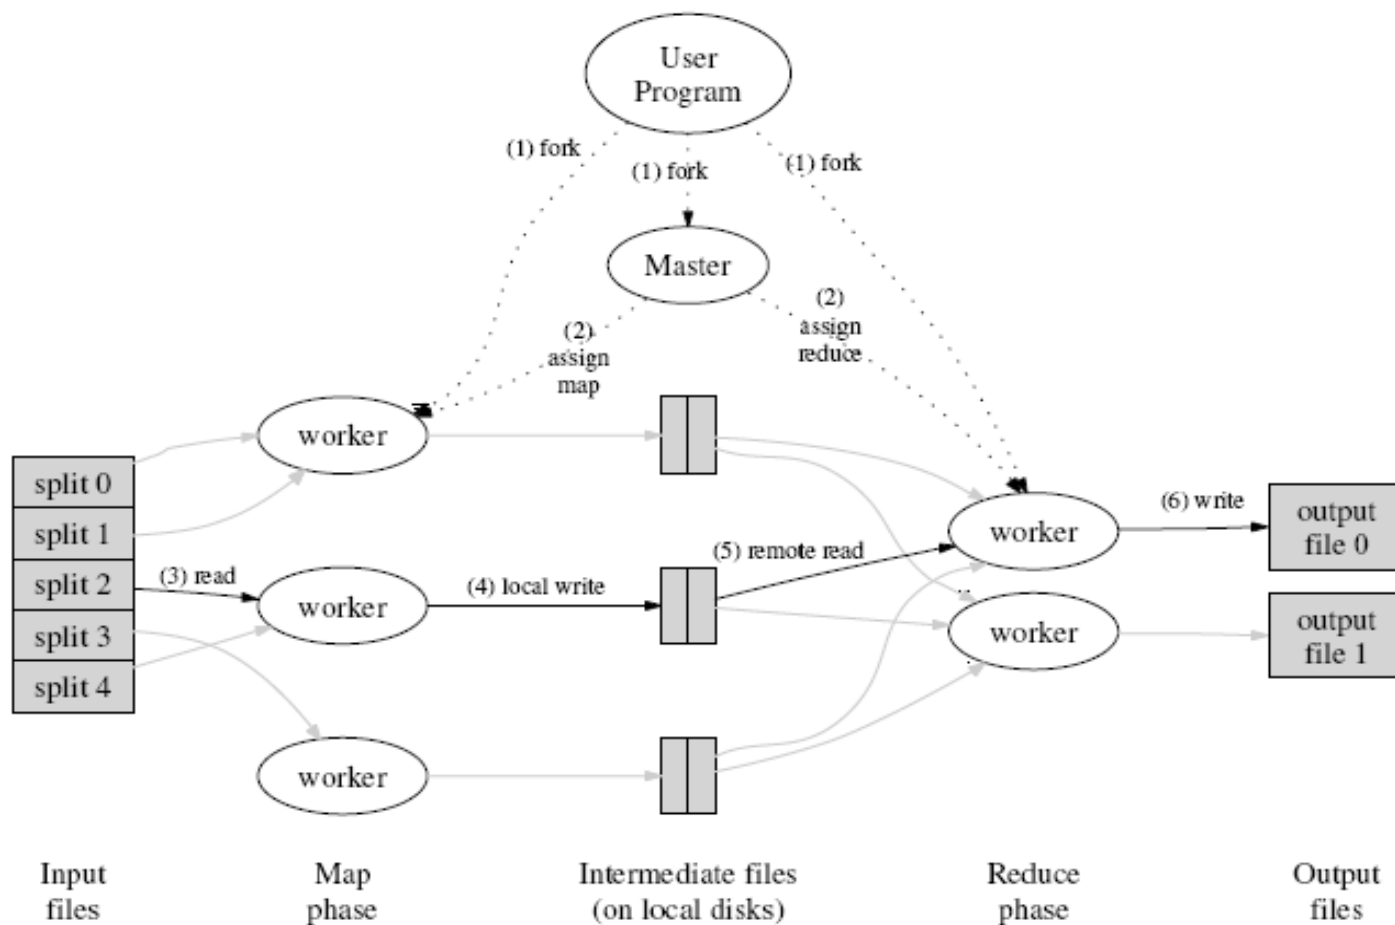 User
Program
(1) fork
(1) fork
(1) fork
Master
(2)
assign
map
(2)
assign
reduce
split 0
split 1
split 2
split 3
split 4
(3) read
worker
worker
worker
(4) local write
(5) remote read
worker
worker
(6) write
output
file 0
output
file 1
Input
files
Map
phase
Intermediate files
(on local disks)
Reduce
phase
Output
files